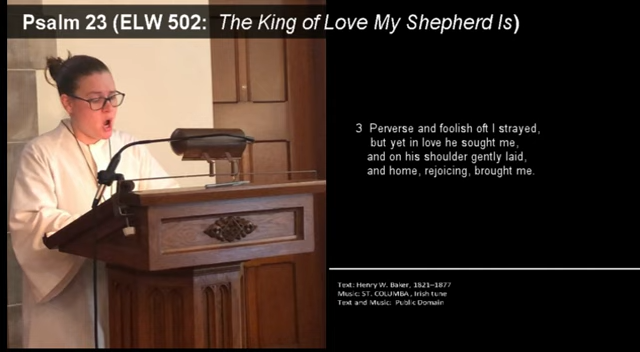 Psalm 23 (ELW 502: The King of Love My Shepherd Is)
3 Perverse and foolish oft I strayed,
but yet in love he sought me,
and on his shoulder gently laid,
and home, rejoicing, brought me.
Text: Henry W. Baker, 1821–1877
Music: ST. COLUMBA, Irish tune
Text and Music: Public Domain